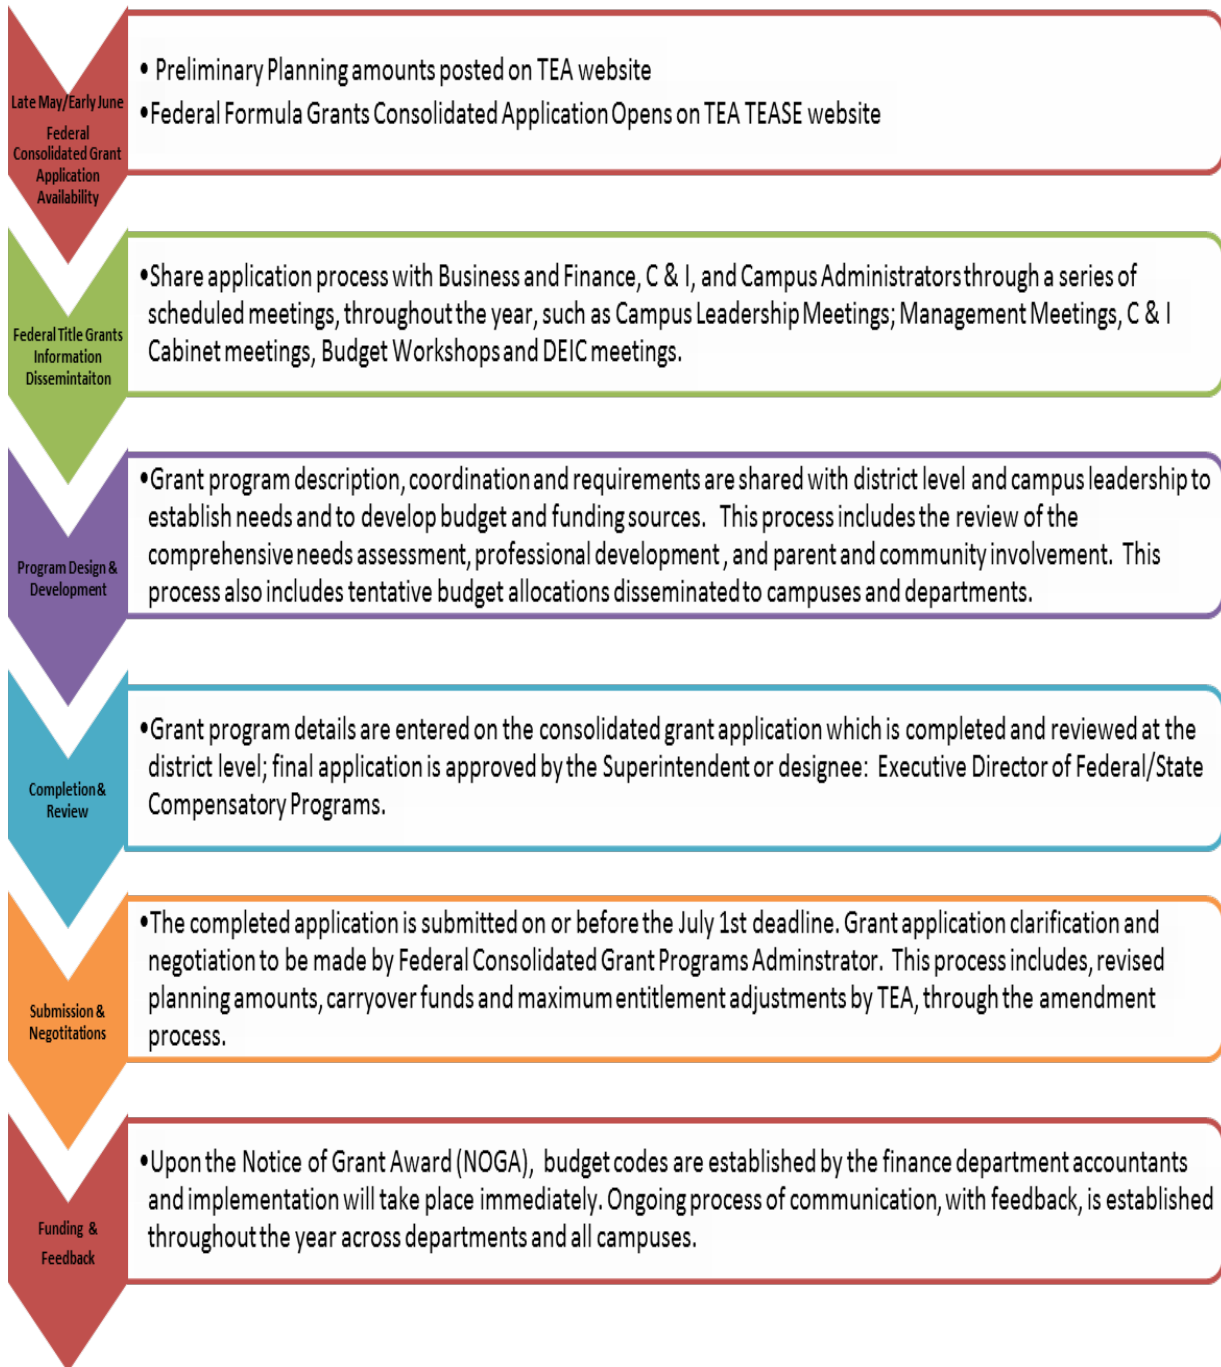 Late May/Early June
Federal
Consolidated Grant
Application
Availability
• Preliminary Planning amounts posted on TEA website
•Federal Formula Grants Consolidated Application Opens on TEA TEASE website
Federal Title Grants
Information
Dissemintaiton
•Share application process with Business and Finance, C & I, and Campus Administrators through a series of
scheduled meetings, throughout the year, such as Campus Leadership Meetings; Management Meetings, C & I
Cabinet meetings, Budget Workshops and DEIC meetings.
Program Design &
Development
•Grant program description, coordination and requirements are shared with district level and campus leadership to
establish needs and to develop budget and funding sources. This process includes the review of the
comprehensive needs assessment, professional development, and parent and community involvement. This
process also includes tentative budget allocations disseminated to campuses and departments.
Completion &
Review
•Grant program details are entered on the consolidated grant application which is completed and reviewed at the
district level; final application is approved by the Superintendent or designee: Executive Director of Federal/State
Compensatory Programs.
Submission &
Negotitations
•The completed application is submitted on or before the July 1st deadline. Grant application clarification and
negotiation to be made by Federal Consolidated Grant Programs Adminstrator. This process includes, revised
planning amounts, carryover funds and maximum entitlement adjustments by TEA, through the amendment
process.
Funding &
Feedback
•Upon the Notice of Grant Award (NOGA), budget codes are established by the finance department accountants
and implementation will take place immediately. Ongoing process of communication, with feedback, is established
throughout the year across departments and all campuses.